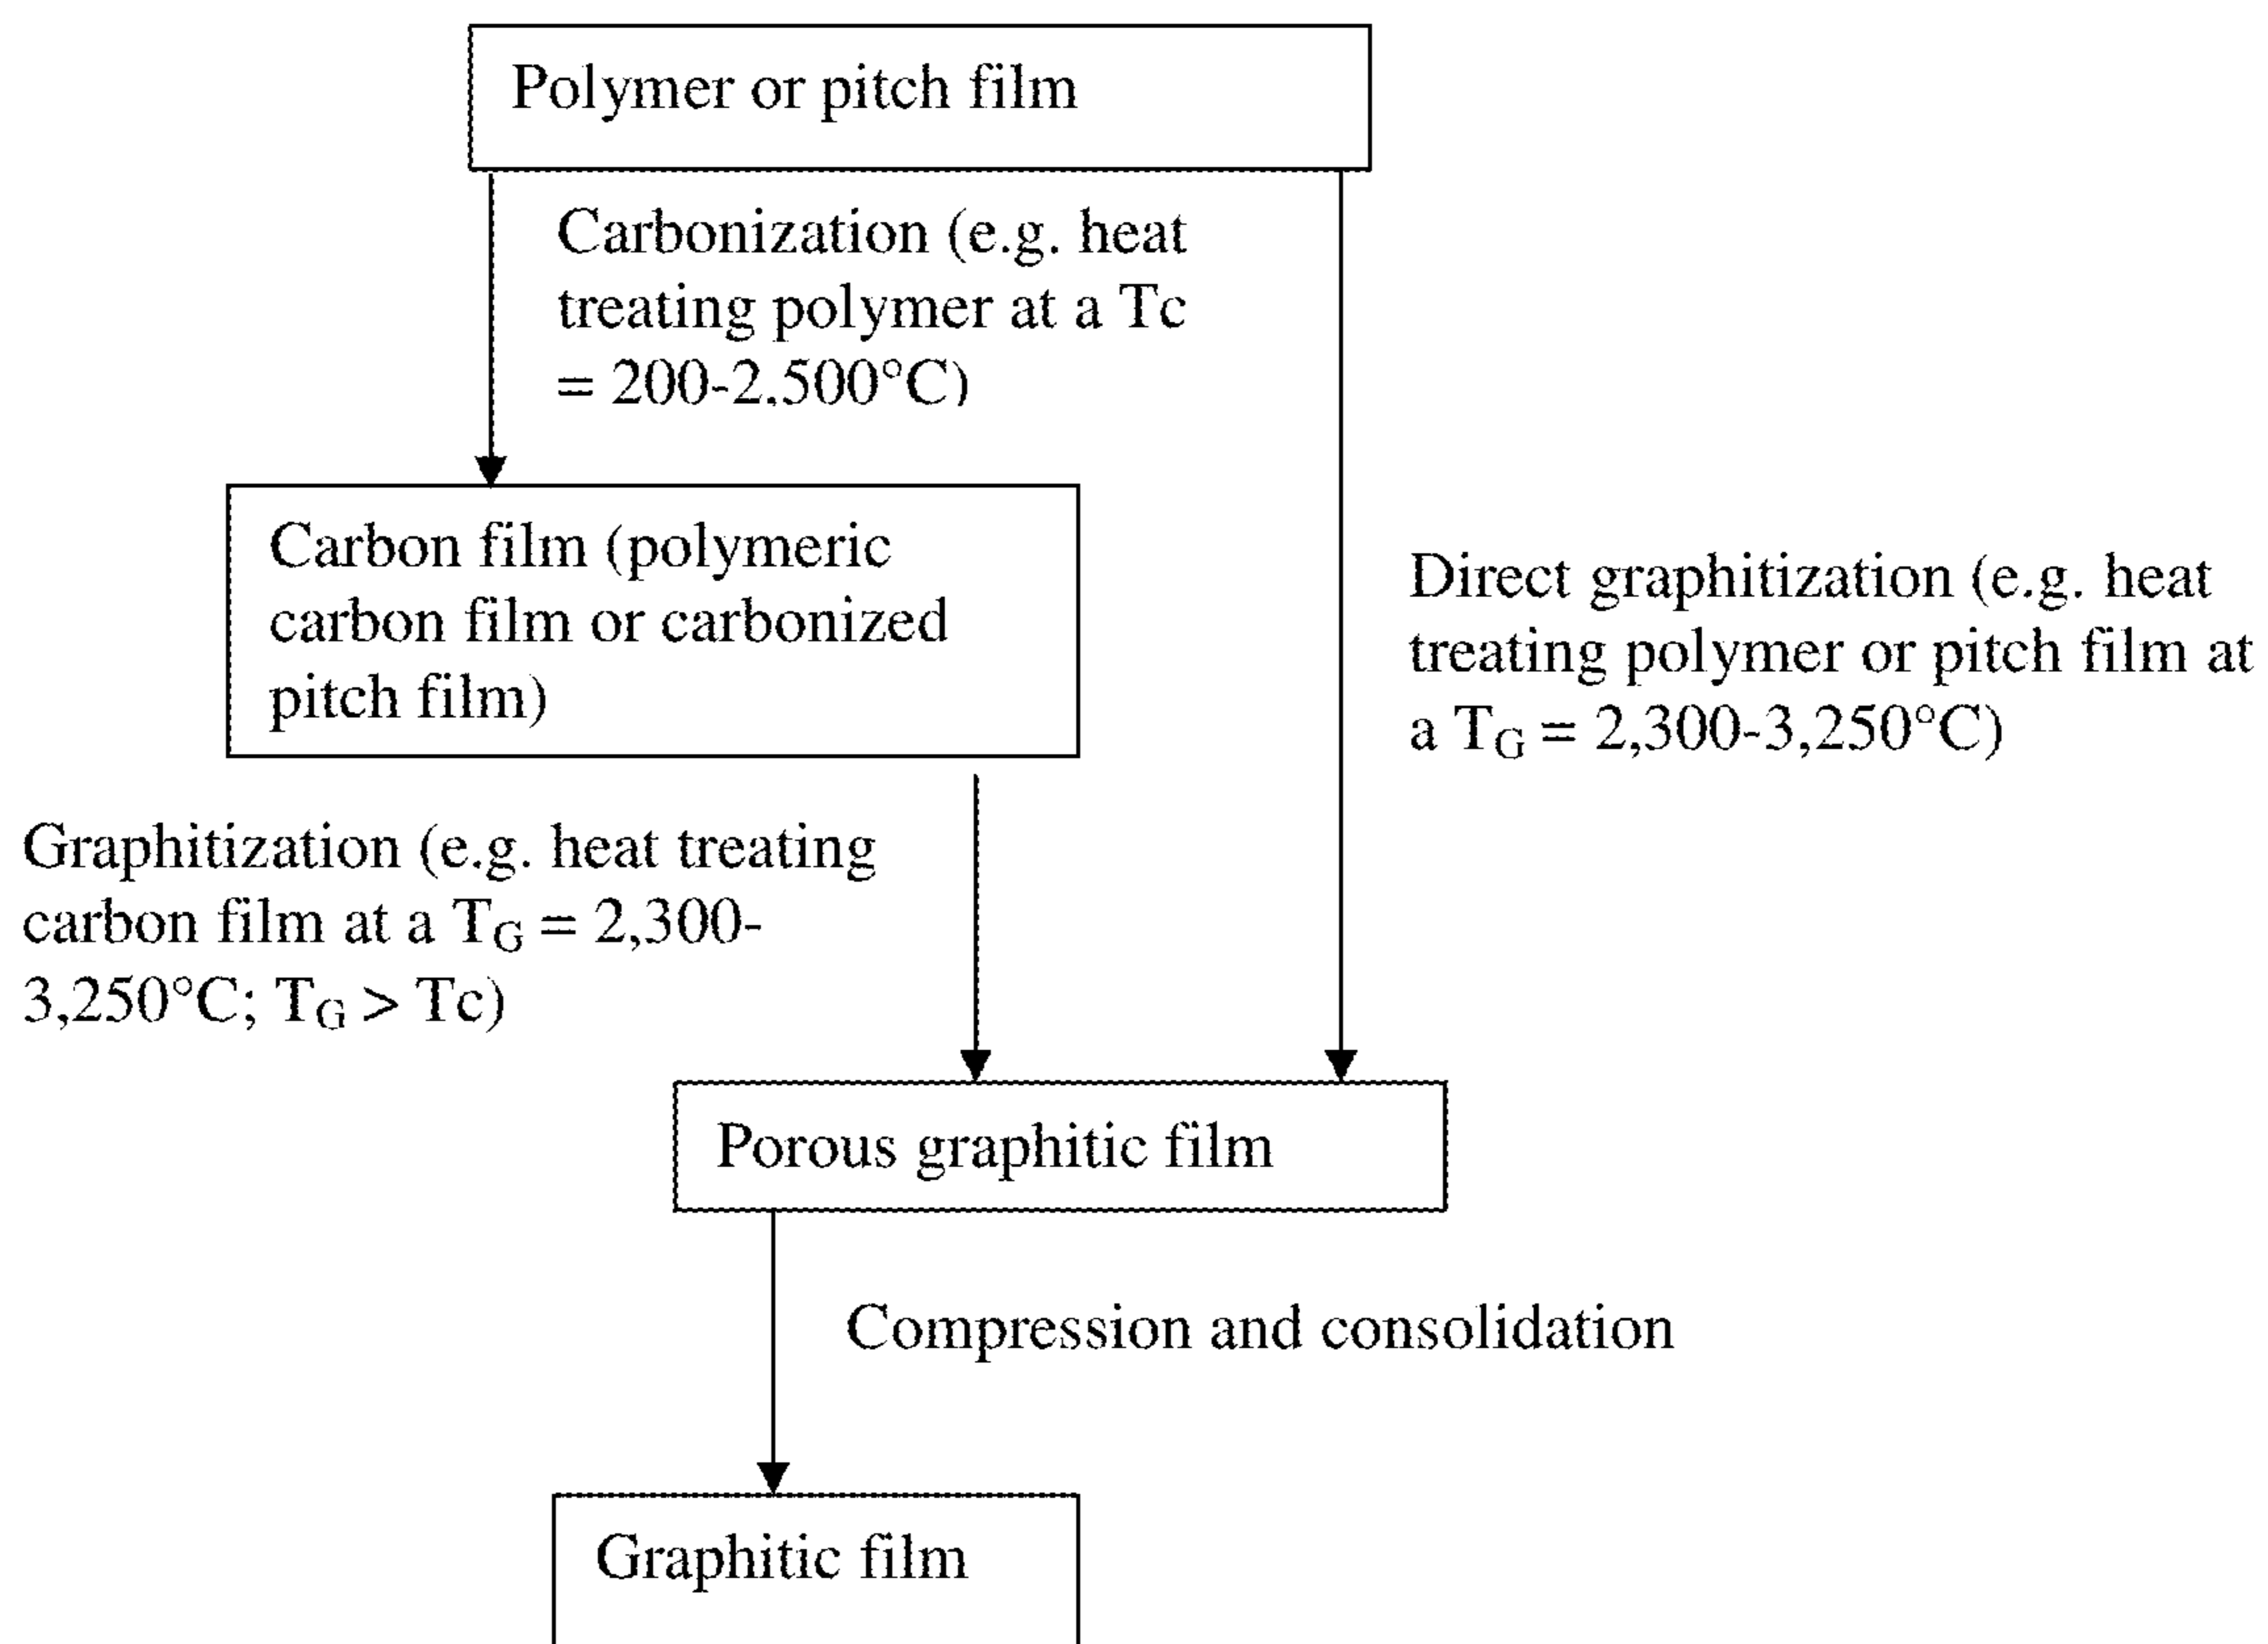 Polymer or pitch film
Carbonization (e.g. heat
treating polymer at a Tc
= 200-2,500°C)
Carbon film (polymeric
carbon film or carbonized
pitch film)
Direct graphitization (e.g. heat
treating polymer or pitch film at
a TG = 2,300-3,250°C)
Graphitization (e.g. heat treating
carbon film at a TG = 2,300-
3,250°C; TG > Tc)
Porous graphitic film
Compression and consolidation
Graphitic film